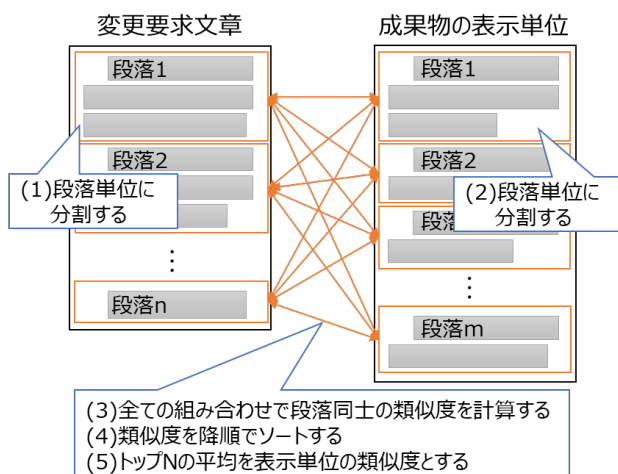 変更要求文章
成果物の表示単位
段落1
段落2
(1)段落単位に
分割する
⋮
段落n
段落1
段落2
(2)段落単位に
分割する
段落
⋮
段落m
(3)全ての組み合わせで段落同士の類似度を計算する
(4)類似度を降順でソートする
(5)トップNの平均を表示単位の類似度とする